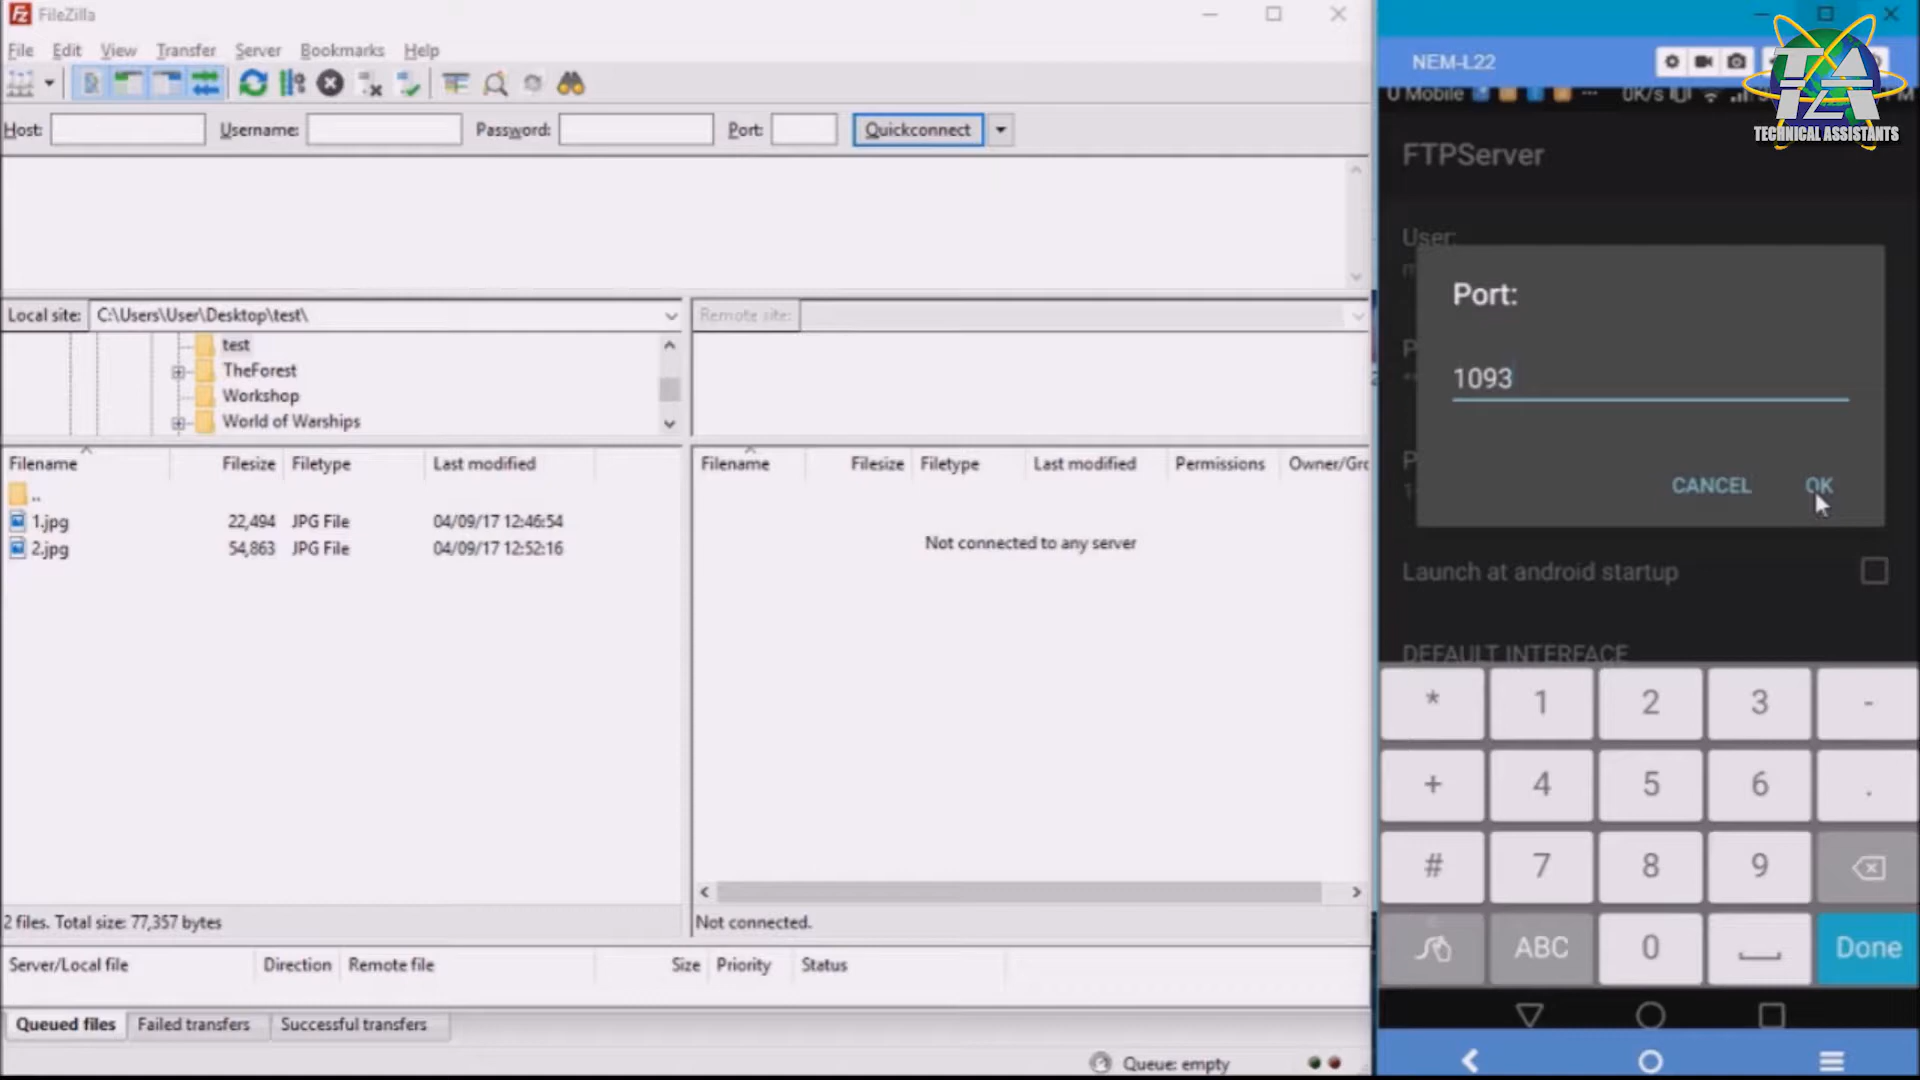 FileZilla
File Edit View Transfer Server Bookmarks Help
Host: Username: Password: Port: Quickconnect
Local site: C:\Users\User\Desktop\test\
test
TheForest
Workshop
World of Warships
Filename Filesize Filetype Last modified
..
1.jpg 22,494 JPG File 04/09/17 12:46:54
2.jpg 54,863 JPG File 04/09/17 12:52:16
2 files. Total size: 77,357 bytes
Remote site:
Filename Filesize Filetype Last modified Permissions Owner/Gro
Not connected to any server
Not connected.
Server/Local file Direction Remote file Size Priority Status
Queued files Failed transfers Successful transfers
Queue: empty
NEM-L22
TA
TECHNICAL ASSISTANTS
U Mobile 0K/s
FTPServer
User:
Port:
1093
CANCEL OK
Launch at android startup
DEFAULT INTERFACE
* 1 2 3 -
+ 4 5 6 .
# 7 8 9
ABC 0 Done